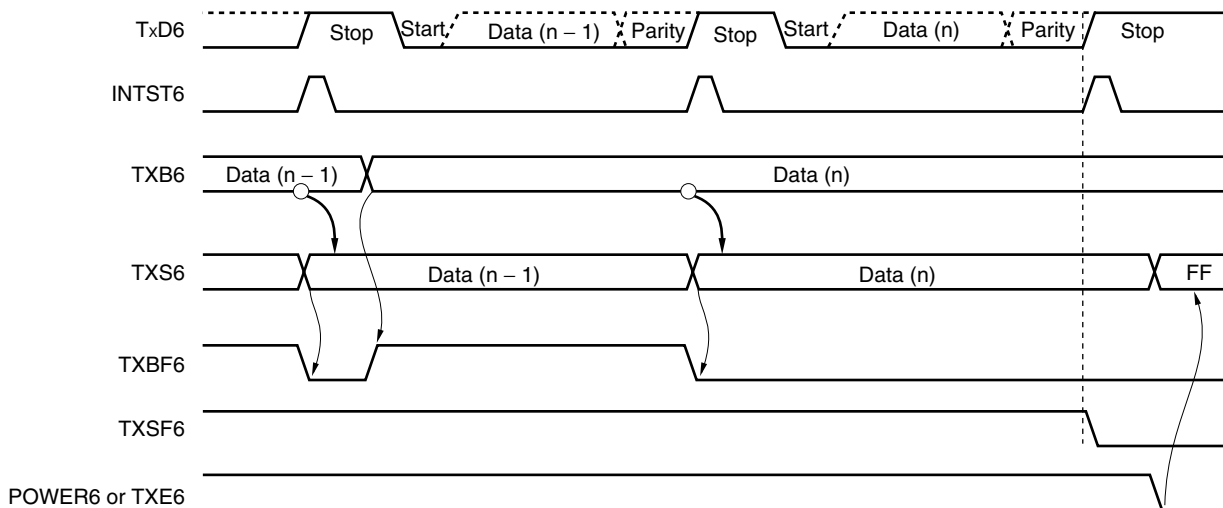 TxD6 Stop Start Data (n − 1) Parity Stop Start Data (n) Parity Stop
INTST6
TXB6 Data (n − 1) Data (n)
TXS6 Data (n − 1) Data (n) FF
TXBF6
TXSF6
POWER6 or TXE6